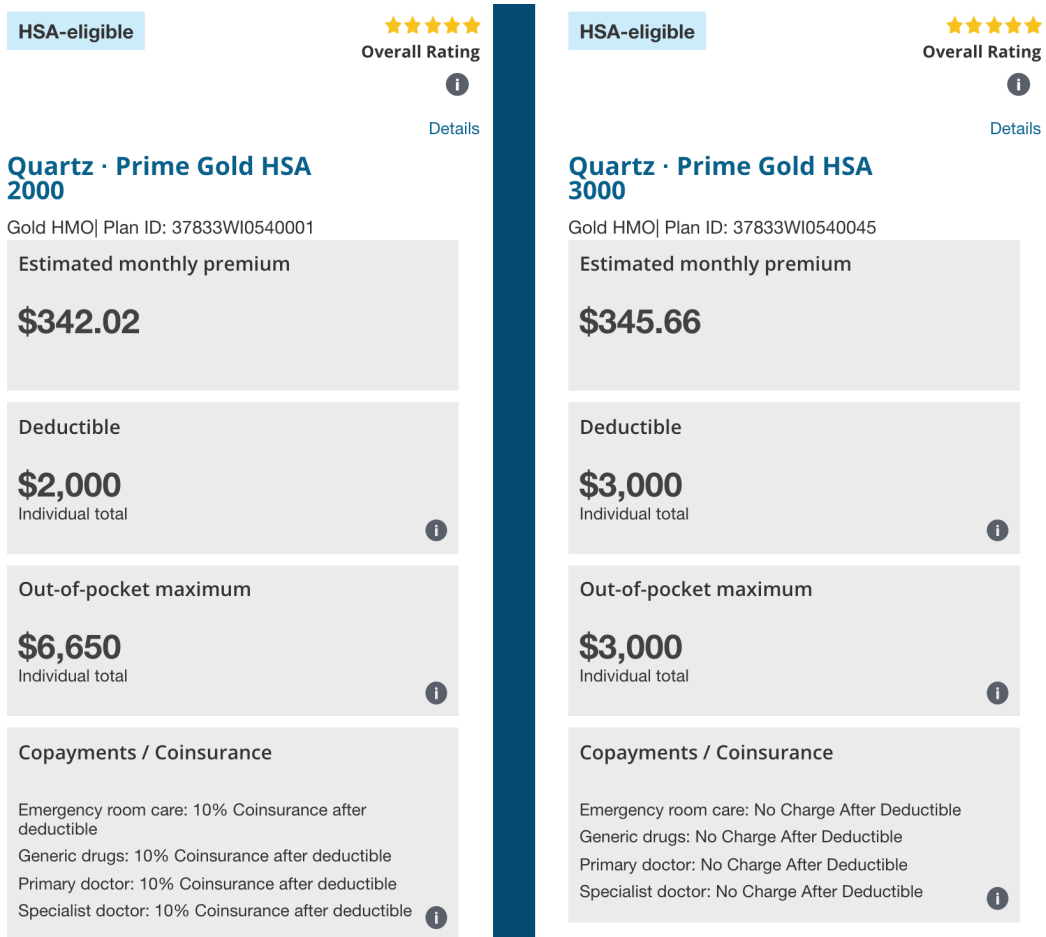 HSA-eligible
Overall Rating
Details
Quartz · Prime Gold HSA
2000
Gold HMO| Plan ID: 37833WI0540001
Estimated monthly premium
$342.02
Deductible
$2,000
Individual total
Out-of-pocket maximum
$6,650
Individual total
Copayments / Coinsurance
Emergency room care: 10% Coinsurance after
deductible
Generic drugs: 10% Coinsurance after deductible
Primary doctor: 10% Coinsurance after deductible
Specialist doctor: 10% Coinsurance after deductible
HSA-eligible
Overall Rating
Details
Quartz · Prime Gold HSA
3000
Gold HMO| Plan ID: 37833WI0540045
Estimated monthly premium
$345.66
Deductible
$3,000
Individual total
Out-of-pocket maximum
$3,000
Individual total
Copayments / Coinsurance
Emergency room care: No Charge After Deductible
Generic drugs: No Charge After Deductible
Primary doctor: No Charge After Deductible
Specialist doctor: No Charge After Deductible